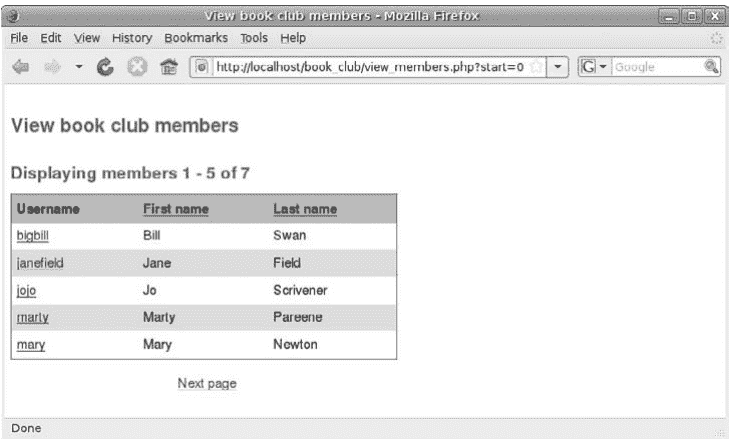 View book club members - Mozilla Firefox
File Edit View History Bookmarks Tools Help
http://localhost/book_club/view_members.php?start=0 G Google
View book club members
Displaying members 1 - 5 of 7
Username First name Last name
bigbill Bill Swan
janefield Jane Field
jojo Jo Scrivener
marty Marty Pareene
mary Mary Newton
Next page
Done